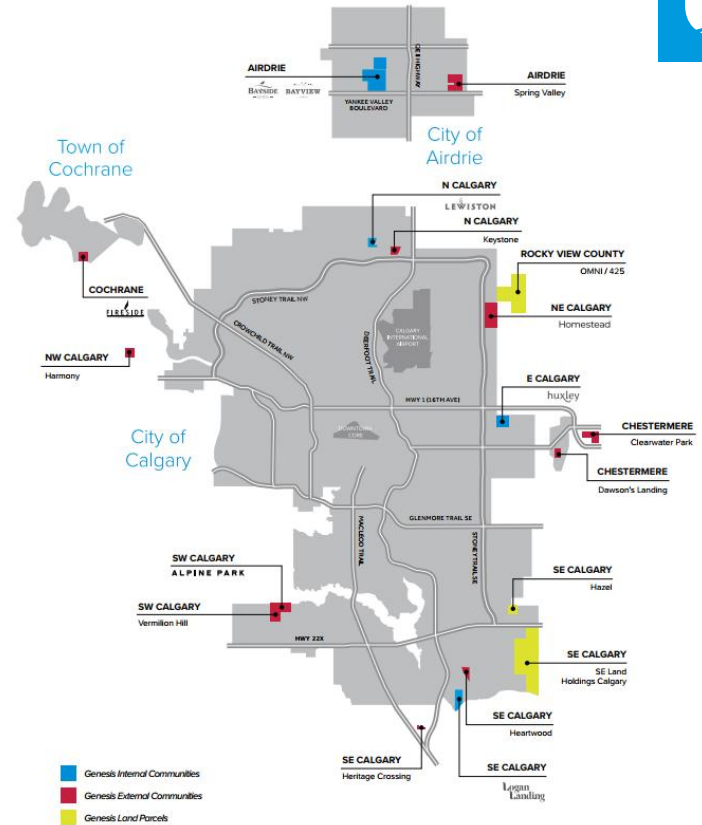 AIRDRIE
BAYSIDE
BAYVIEW
YANKEE VALLEY
BOULEVARD
QE II HIGHWAY
AIRDRIE
Spring Valley
City of
Airdrie
Town of
Cochrane
N CALGARY
LEWISTON
N CALGARY
Keystone
ROCKY VIEW COUNTY
OMNI / 425
COCHRANE
FIRESIDE
STONEY TRAIL NW
CROWCHILD TRAIL NW
DEERFOOT TRAIL
CALGARY
INTERNATIONAL
AIRPORT
NE CALGARY
Homestead
NW CALGARY
Harmony
E CALGARY
huxley
HWY 1 (16TH AVE)
CHESTERMERE
Clearwater Park
City of
Calgary
DOWNTOWN
CORE
CHESTERMERE
Dawson's Landing
GLENMORE TRAIL SE
MACLEOD TRAIL
STONEY TRAIL SE
SW CALGARY
ALPINE PARK
SE CALGARY
Hazel
SW CALGARY
Vermilion Hill
HWY 22X
SE CALGARY
SE Land
Holdings Calgary
SE CALGARY
Heartwood
SE CALGARY
Heritage Crossing
SE CALGARY
Logan
Landing
Genesis Internal Communities
Genesis External Communities
Genesis Land Parcels